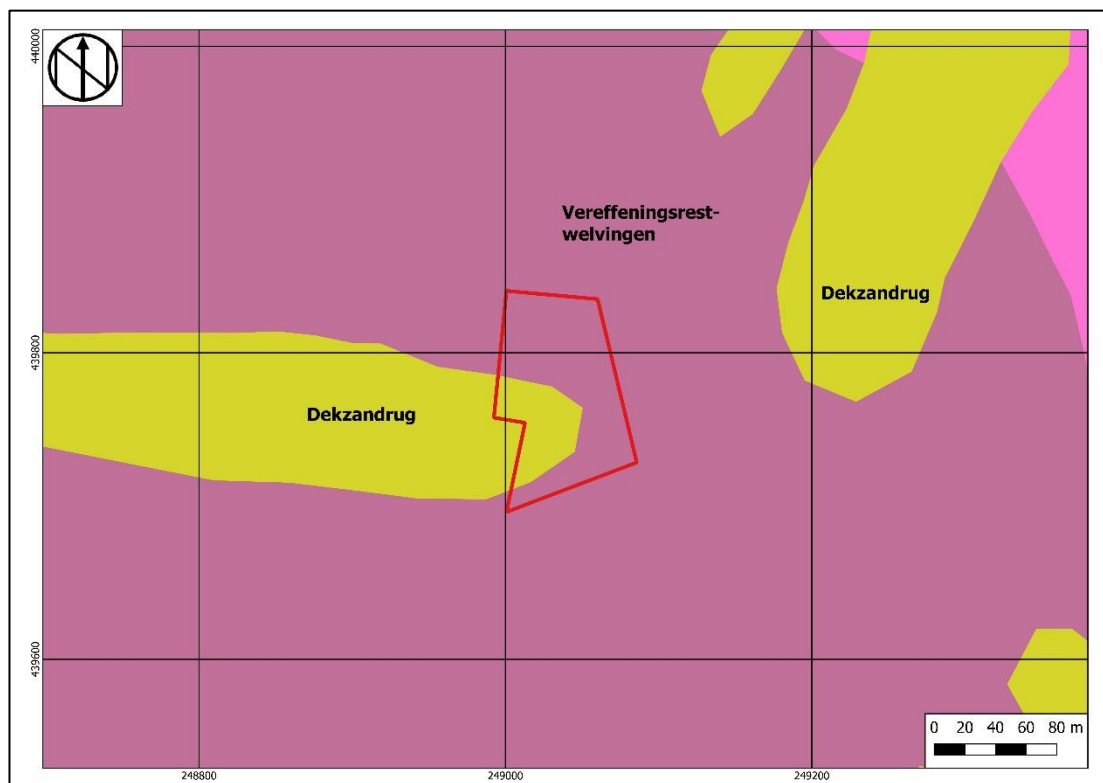 440000
Vereffeningsrest-
welvingen
Dekzandrug
439800
Dekzandrug
439600
0 20 40 60 80 m
248800 249000 249200